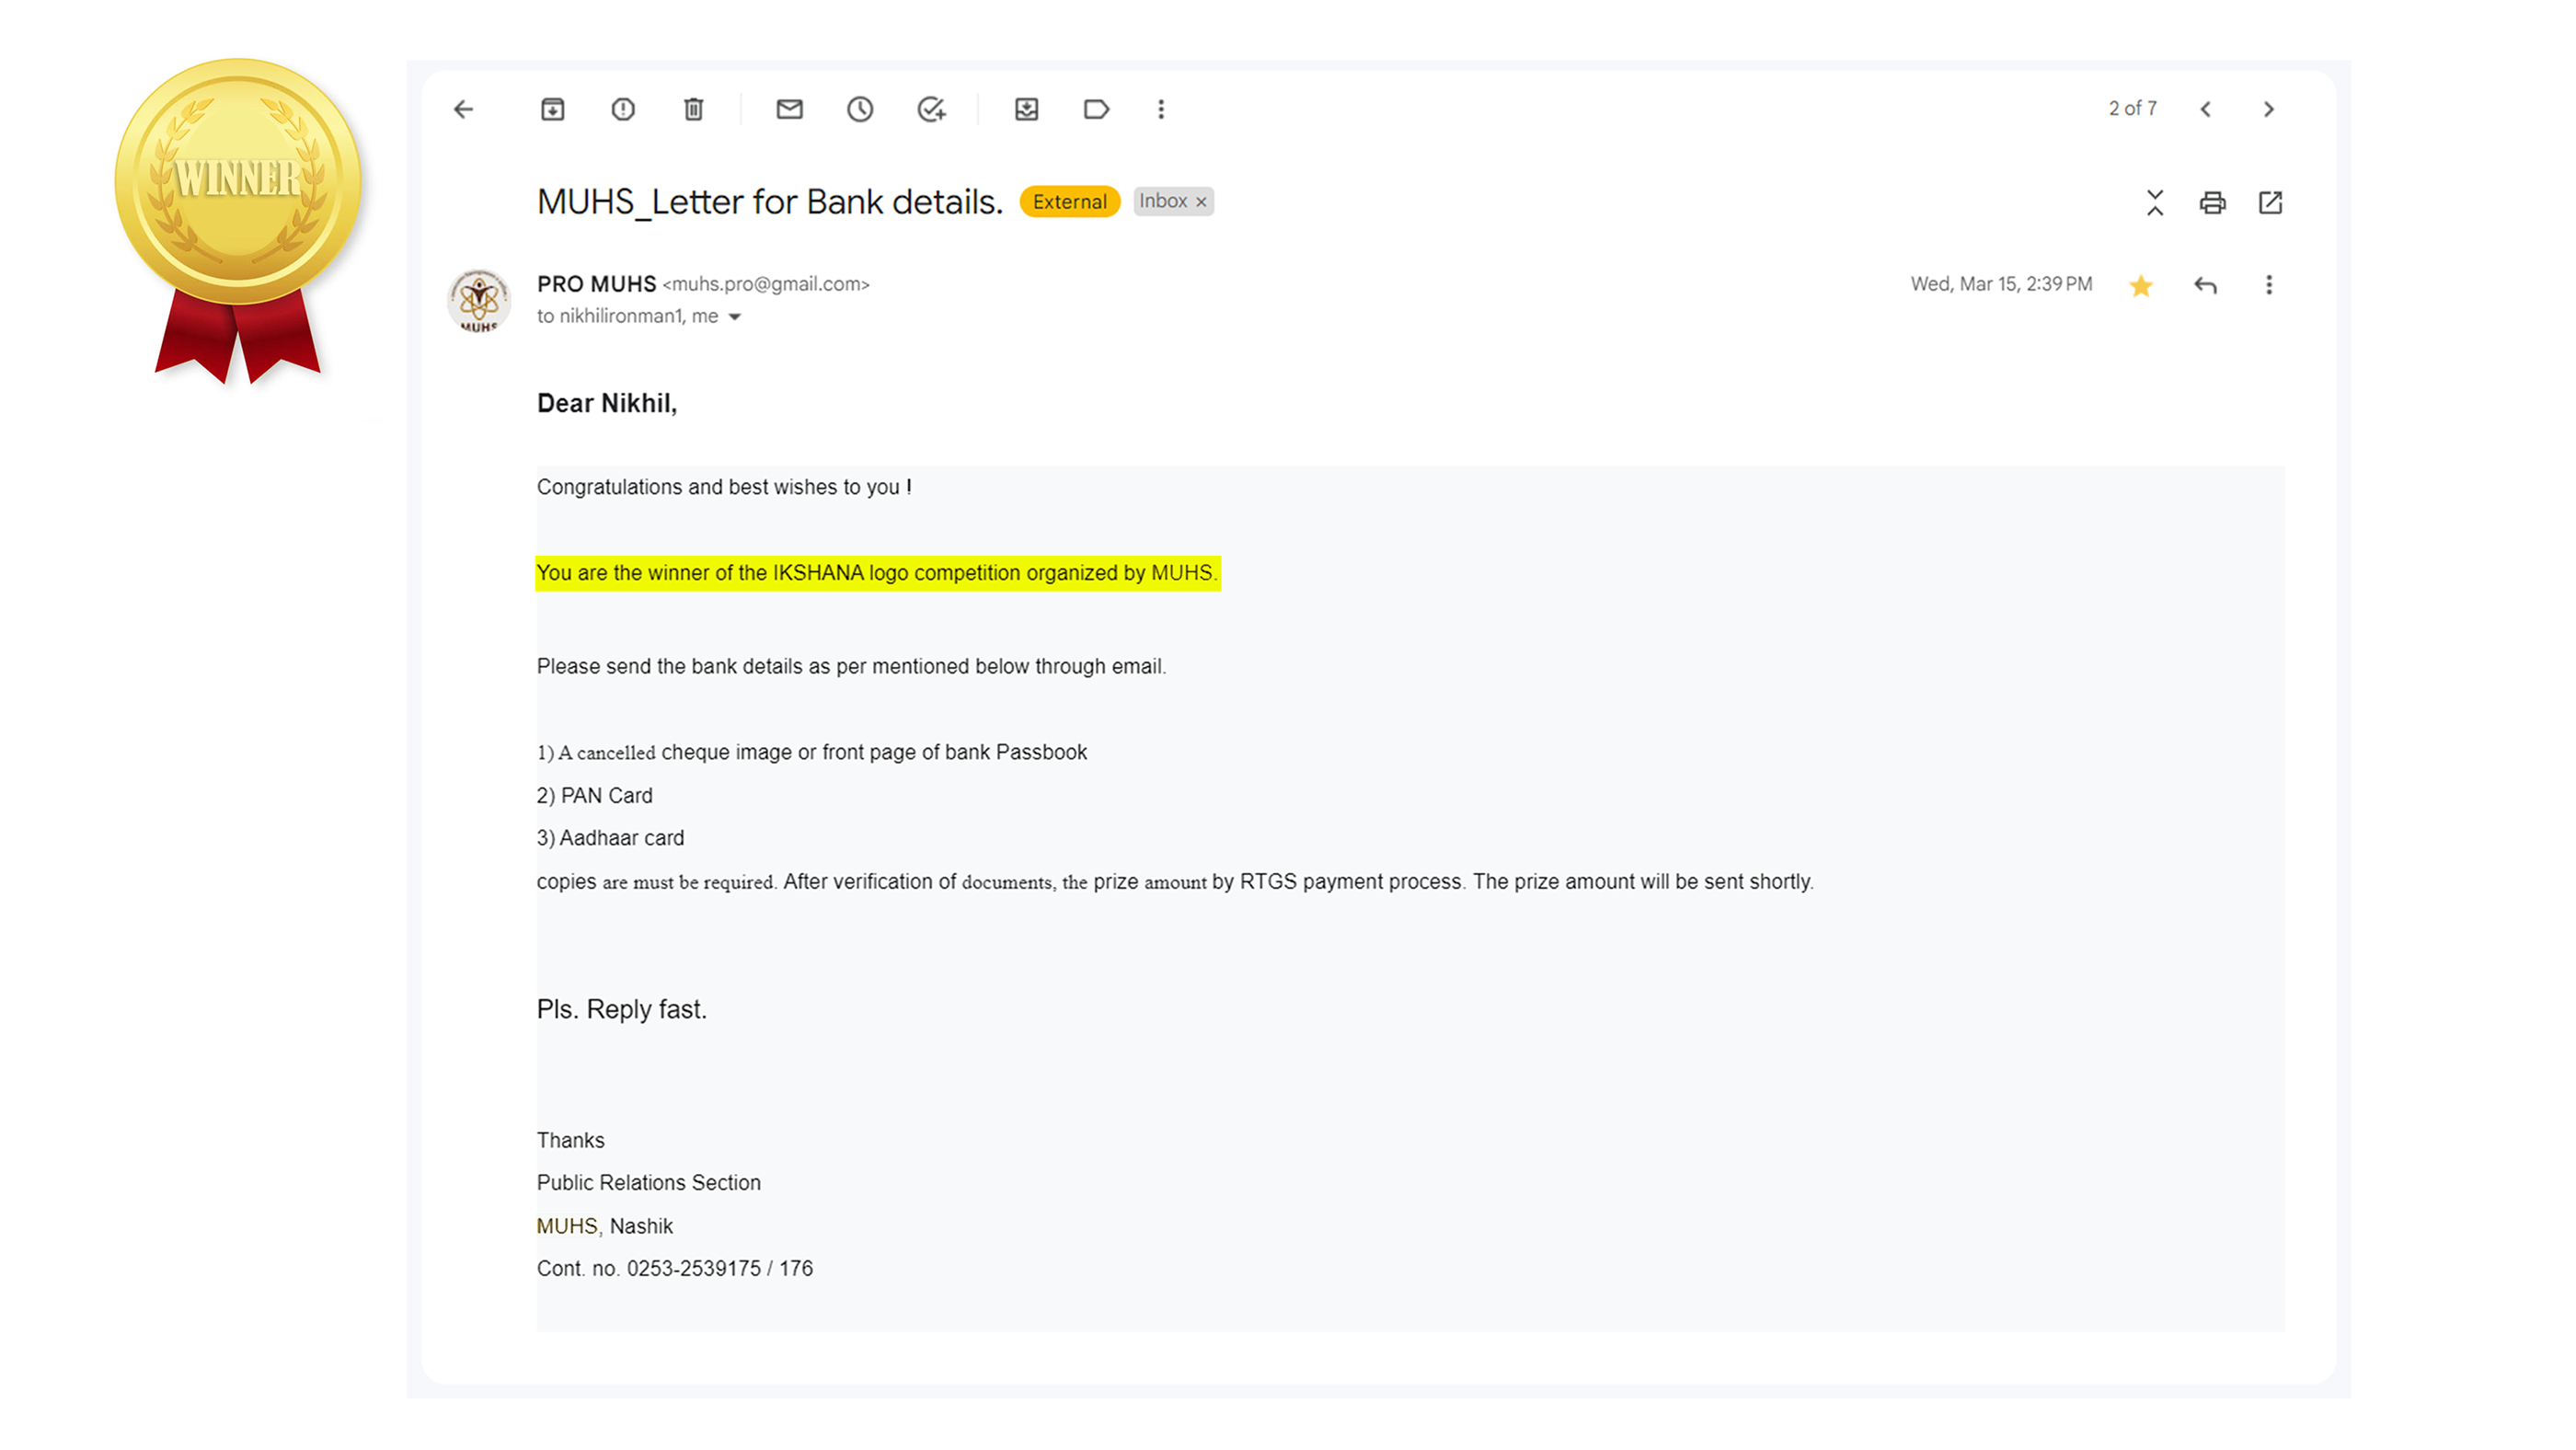 WINNER
2 of 7
MUHS_Letter for Bank details. External Inbox ×
PRO MUHS <muhs.pro@gmail.com> Wed, Mar 15, 2:39 PM
to nikhilironman1, me
MUHS
Dear Nikhil,
Congratulations and best wishes to you !
You are the winner of the IKSHANA logo competition organized by MUHS.
Please send the bank details as per mentioned below through email.
1) A cancelled cheque image or front page of bank Passbook
2) PAN Card
3) Aadhaar card
copies are must be required. After verification of documents, the prize amount by RTGS payment process. The prize amount will be sent shortly.
Pls. Reply fast.
Thanks
Public Relations Section
MUHS, Nashik
Cont. no. 0253-2539175 / 176